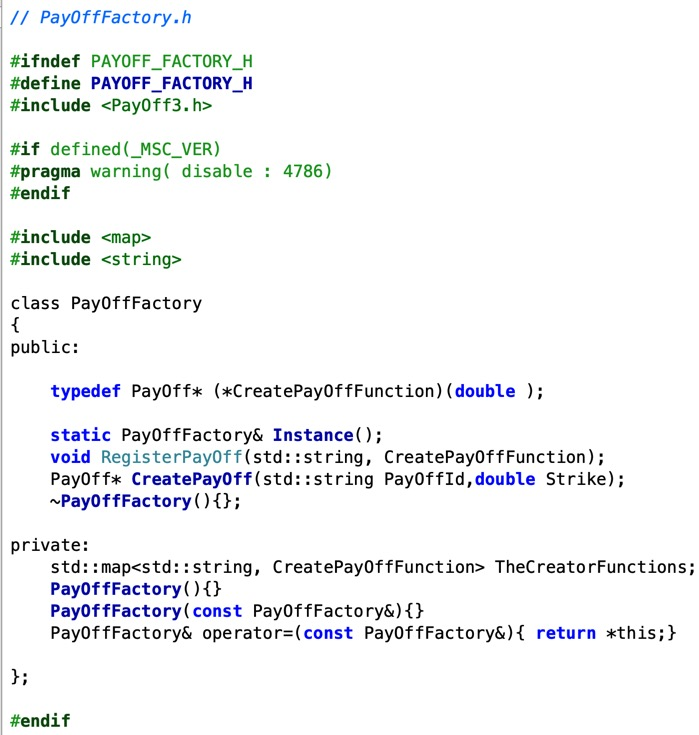 // PayOffFactory.h
#ifndef PAYOFF_FACTORY_H
#define PAYOFF_FACTORY_H
#include <PayOff3.h>
#if defined(_MSC_VER)
#pragma warning( disable : 4786)
#endif
#include <map>
#include <string>
class PayOffFactory
{
public:
typedef PayOff* (*CreatePayOffFunction)(double );
static PayOffFactory& Instance();
void RegisterPayOff(std::string, CreatePayOffFunction);
PayOff* CreatePayOff(std::string PayOffId,double Strike);
~PayOffFactory(){};
private:
std::map<std::string, CreatePayOffFunction> TheCreatorFunctions;
PayOffFactory(){}
PayOffFactory(const PayOffFactory&){}
PayOffFactory& operator=(const PayOffFactory&){ return *this;}
};
#endif